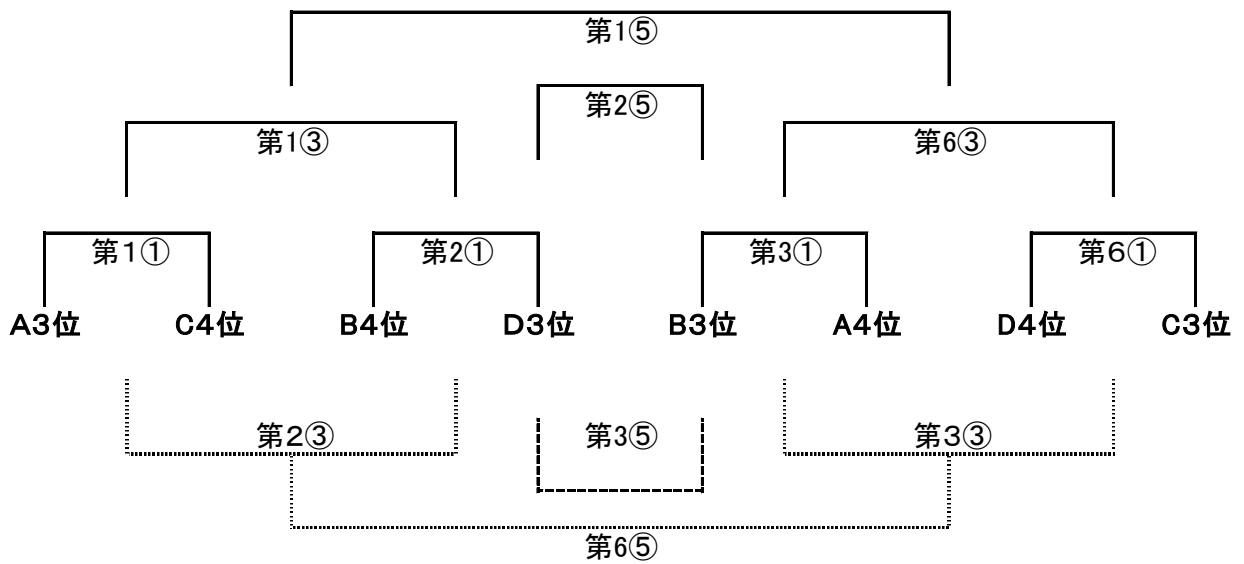 第1⑤
第2⑤
第1③
第6③
第１①
第2①
第3①
第６①
A3位
C4位
B4位
D3位
B3位
A4位
D4位
C3位
第２③
第3⑤
第３③
第6⑤